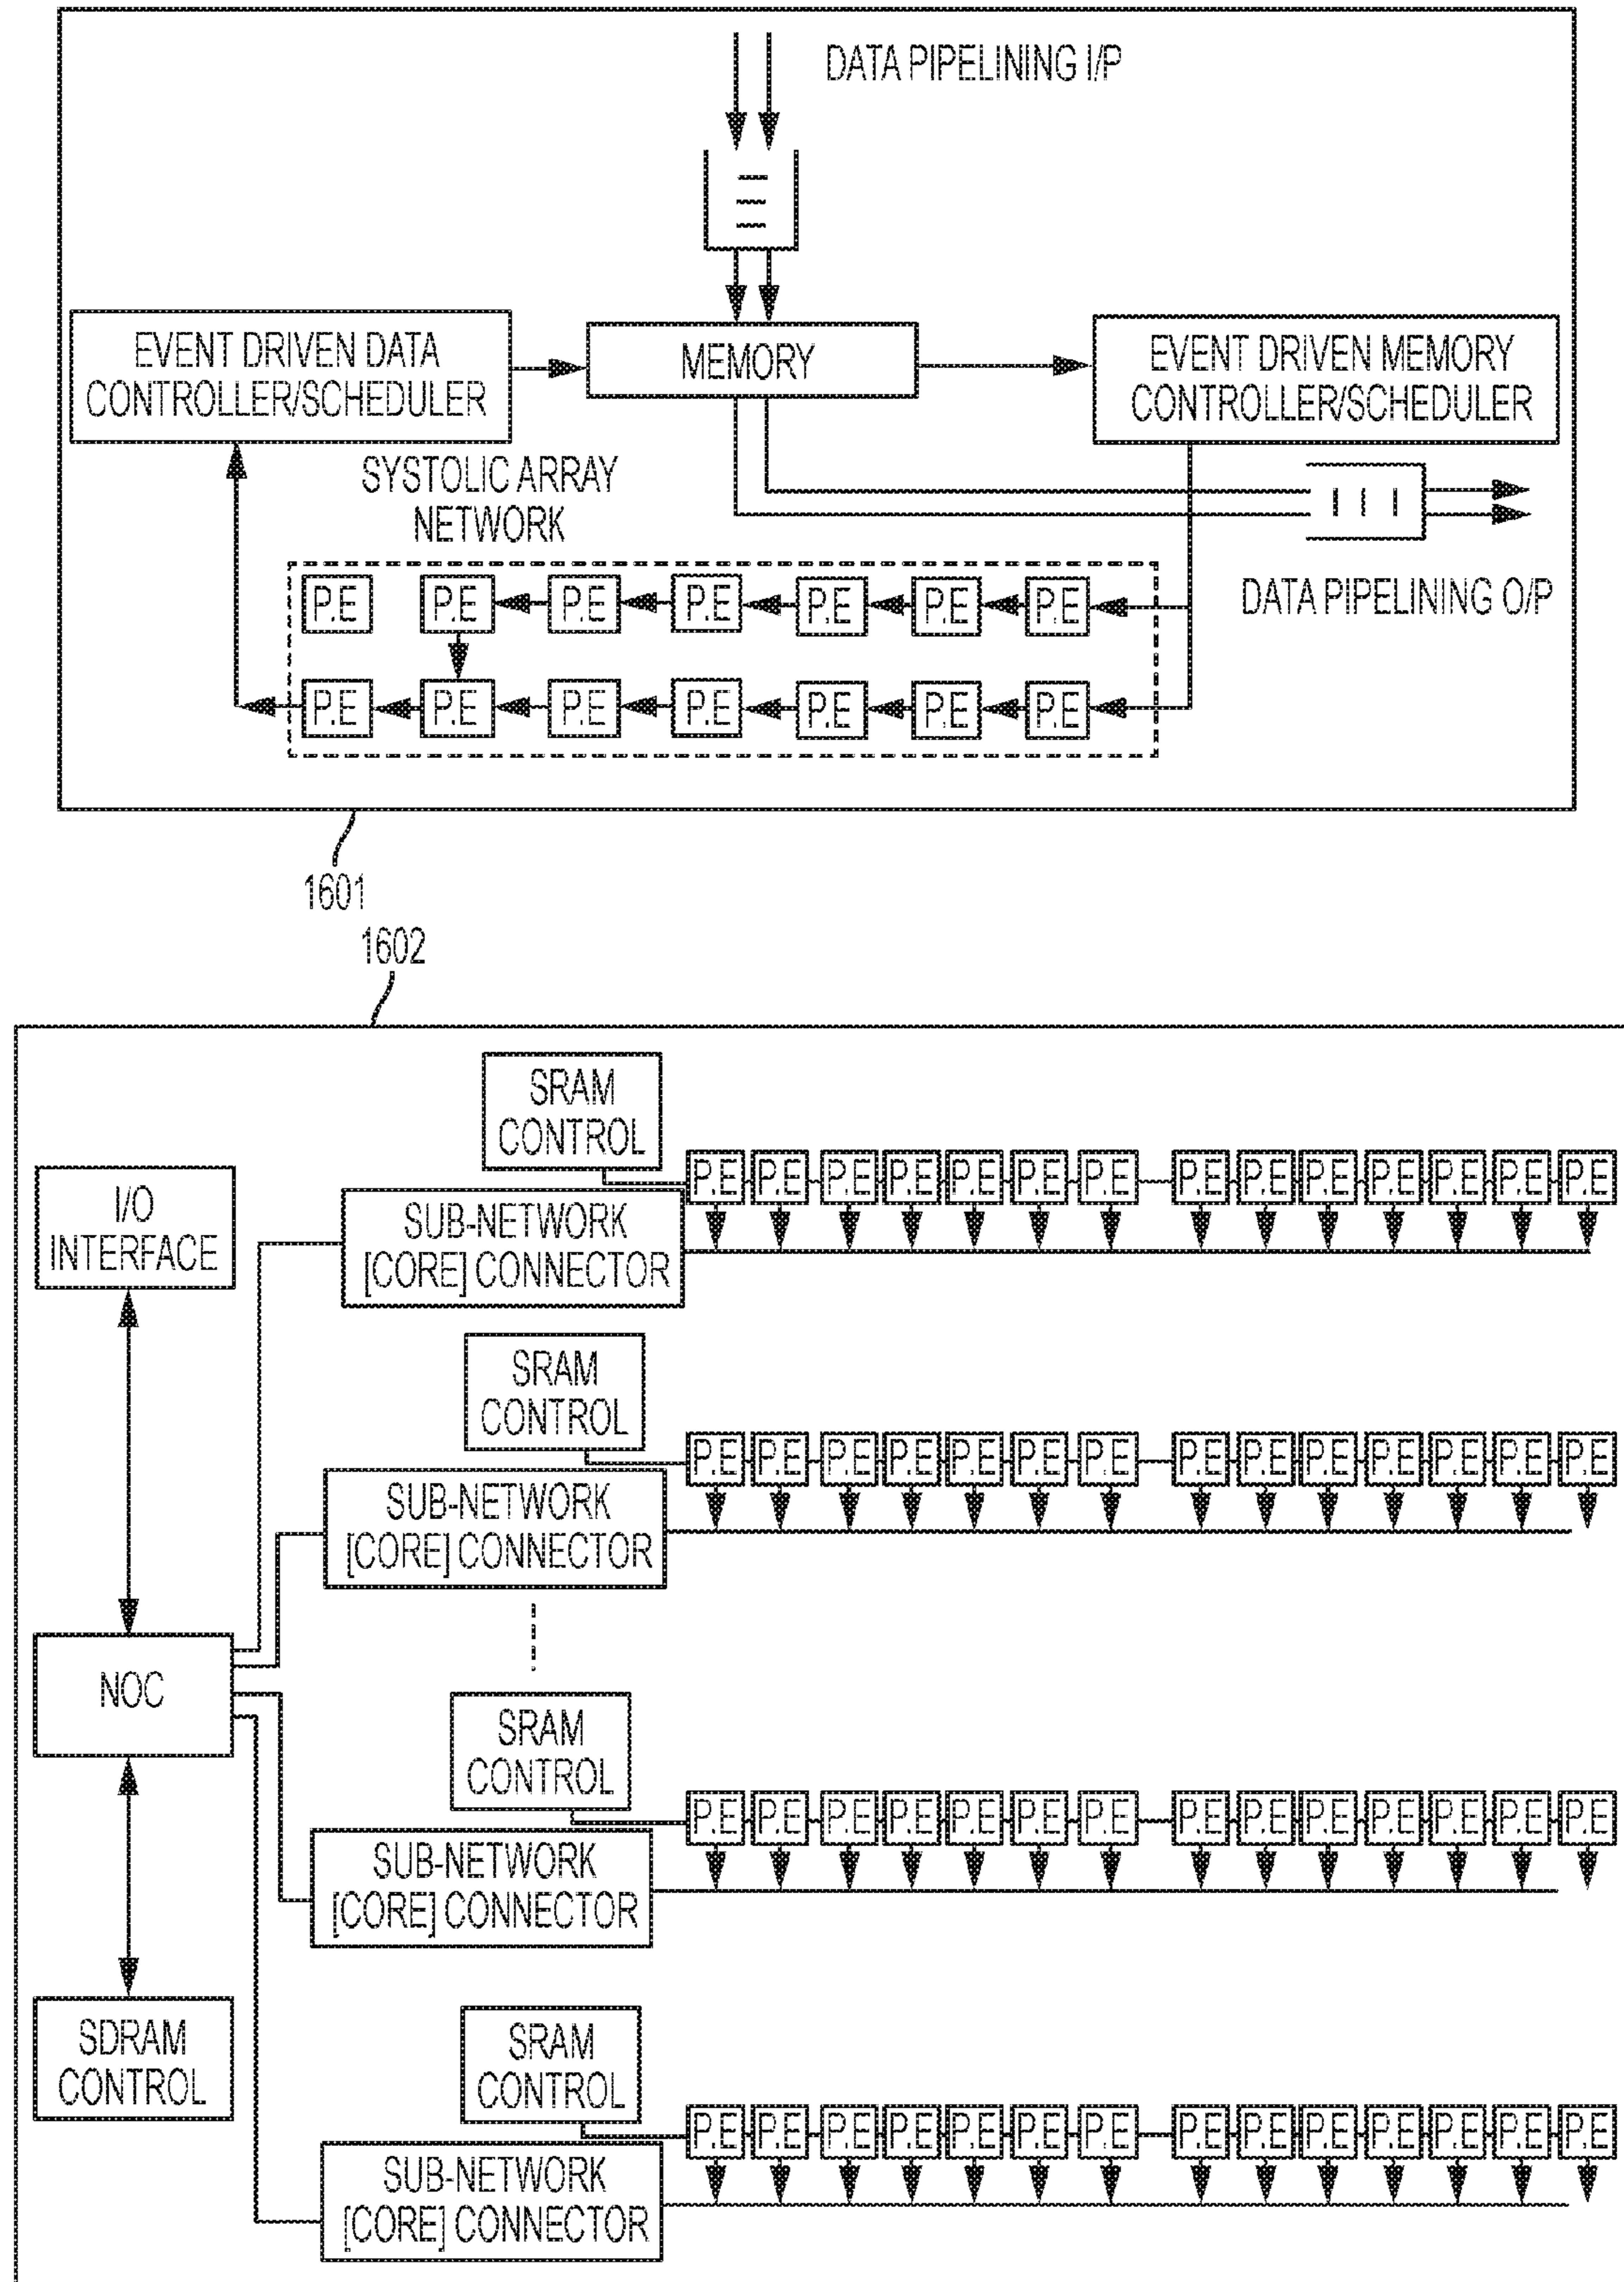 DATA PIPELINING I/P
EVENT DRIVEN DATA
CONTROLLER/SCHEDULER
MEMORY
EVENT DRIVEN MEMORY
CONTROLLER/SCHEDULER
SYSTOLIC ARRAY
NETWORK
DATA PIPELINING O/P
P.E P.E P.E P.E P.E P.E P.E
P.E P.E P.E P.E P.E P.E P.E
1601
1602
SRAM
CONTROL
P.E P.E P.E P.E P.E P.E P.E P.E P.E P.E P.E P.E P.E P.E
I/O
INTERFACE
SUB-NETWORK
[CORE] CONNECTOR
SRAM
CONTROL
P.E P.E P.E P.E P.E P.E P.E P.E P.E P.E P.E P.E P.E P.E
SUB-NETWORK
[CORE] CONNECTOR
NOC
SRAM
CONTROL
P.E P.E P.E P.E P.E P.E P.E P.E P.E P.E P.E P.E P.E P.E
SUB-NETWORK
[CORE] CONNECTOR
SDRAM
CONTROL
SRAM
CONTROL
P.E P.E P.E P.E P.E P.E P.E P.E P.E P.E P.E P.E P.E P.E
SUB-NETWORK
[CORE] CONNECTOR